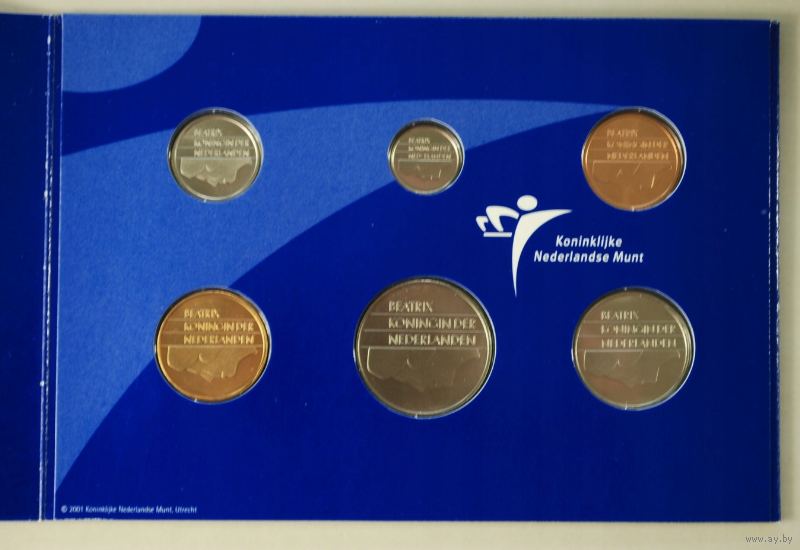 BEATRIX
KONINGIN DER
NEDERLANDEN
BEATRIX
KONINGIN DER
NEDERLANDEN
BEATRIX
KONINGIN DER
NEDERLANDEN
Koninklijke
Nederlandse Munt
BEATRIX
KONINGIN DER
NEDERLANDEN
BEATRIX
KONINGIN DER
NEDERLANDEN
BEATRIX
KONINGIN DER
NEDERLANDEN
© 2001 Koninklijke Nederlandse Munt, Utrecht
www.ay.by